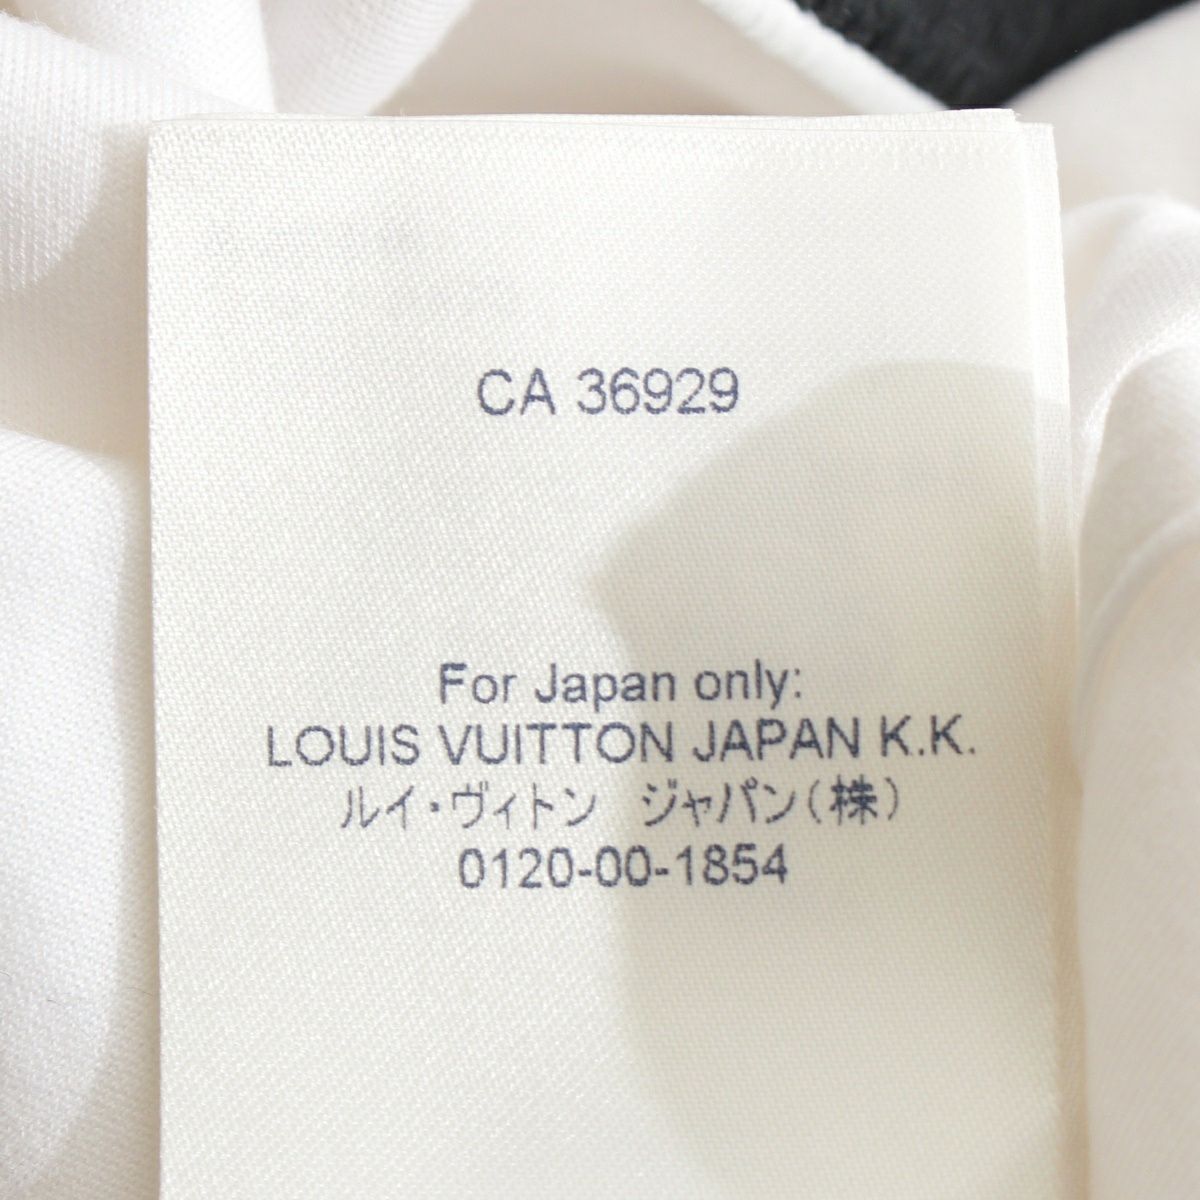 CA 36929
For Japan only:
LOUIS VUITTON JAPAN K.K.
ルイ・ヴィトン　ジャパン(株)
0120-00-1854